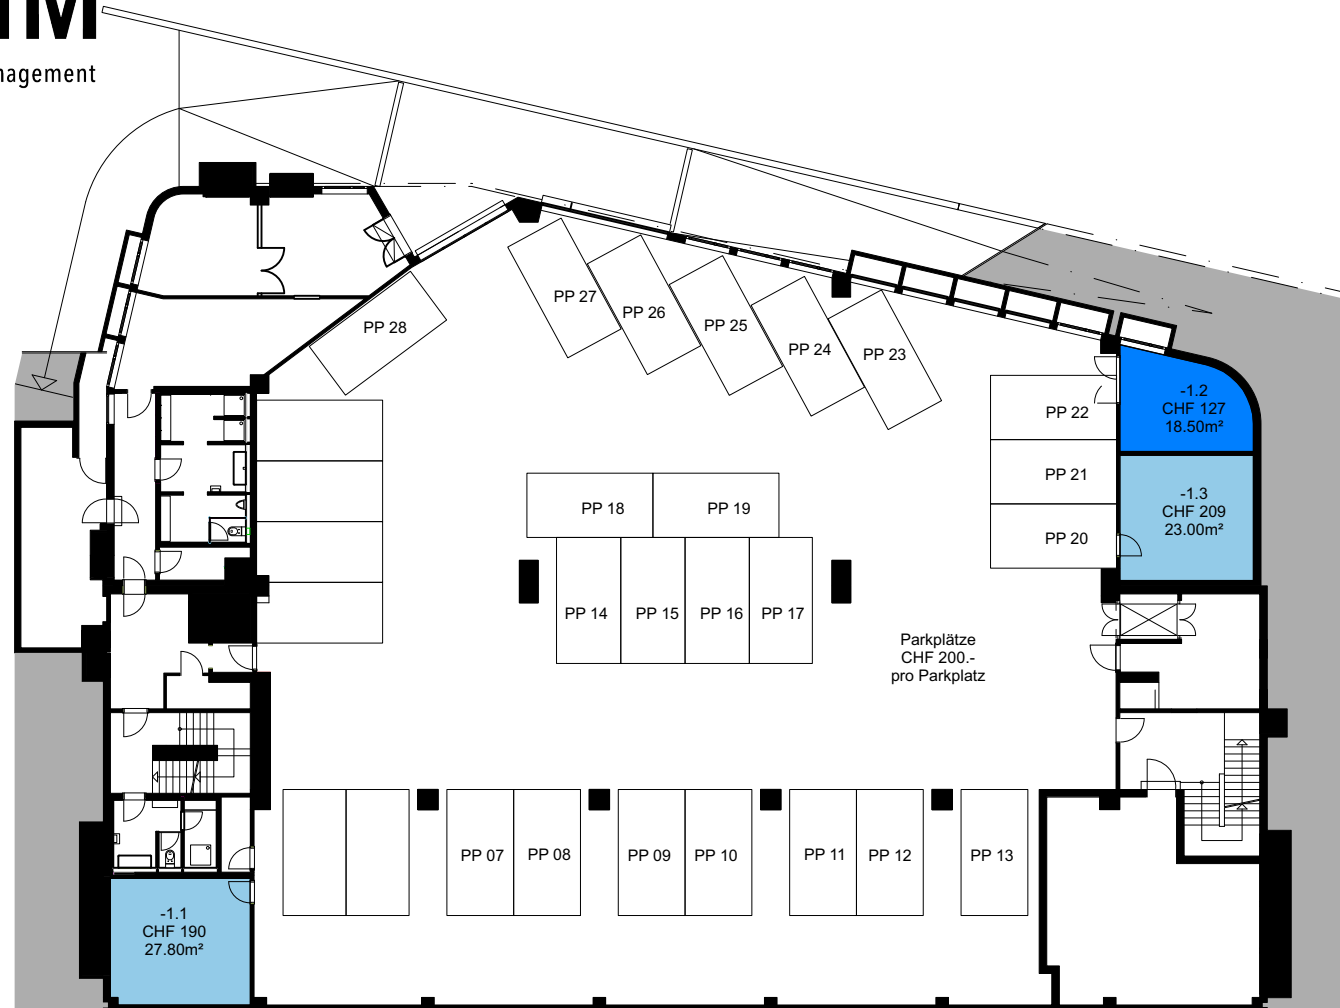 TM
nagement
PP 27
PP 26
PP 25
PP 24
PP 23
PP 28
PP 22
PP 21
PP 20
-1.2
CHF 127
18.50m²
-1.3
CHF 209
23.00m²
PP 18
PP 19
PP 14
PP 15
PP 16
PP 17
Parkplätze
CHF 200.-
pro Parkplatz
PP 07
PP 08
PP 09
PP 10
PP 11
PP 12
PP 13
-1.1
CHF 190
27.80m²